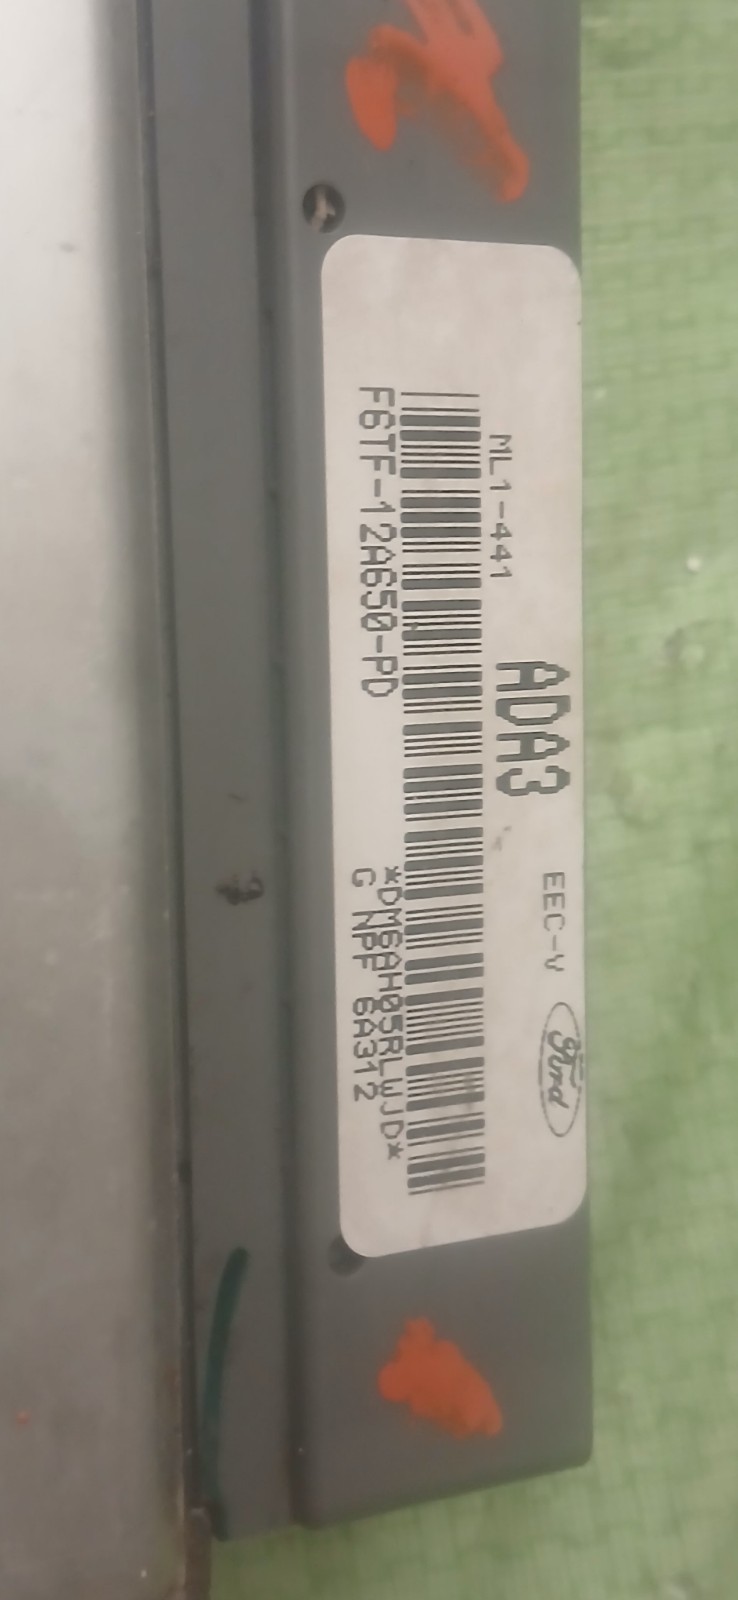 EEC-V Ford
ADA3
ML1-441
F6TF-12A650-PD
*DM6AH05RLWJD*
G NPF 6A312